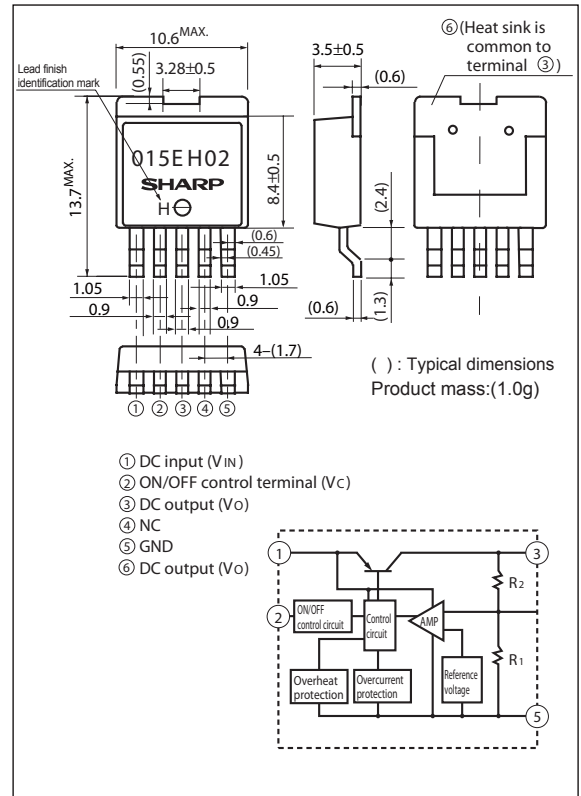 10.6MAX.
(0.55)
3.28±0.5
Lead finish
identification mark
13.7MAX.
015EH02
SHARP
H
8.4±0.5
(0.6)
(0.45)
1.05
1.05
0.9
0.9
0.9
4–(1.7)
① ② ③ ④ ⑤
3.5±0.5
(0.6)
(2.4)
(0.6)
(1.3)
⑥(Heat sink is
common to
terminal ③)
( ) : Typical dimensions
Product mass:(1.0g)
① DC input (VIN)
② ON/OFF control terminal (VC)
③ DC output (VO)
④ NC
⑤ GND
⑥ DC output (VO)
1
3
R2
2
ON/OFF
control circuit
Control
circuit
AMP
R1
Overheat
protection
Overcurrent
protection
Reference
voltage
5